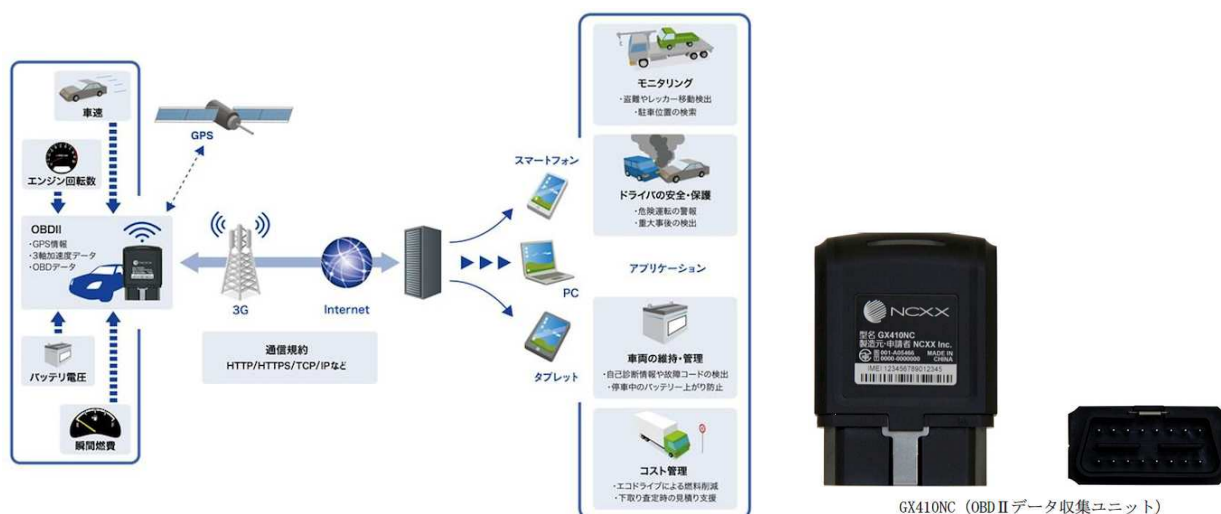 車速
エンジン回転数
OBDII
・GPS情報
・3軸加速度データ
・OBDデータ
バッテリ電圧
瞬間燃費
GPS
3G
Internet
通信規約
HTTP/HTTPS/TCP/IPなど
スマートフォン
PC
タブレット
アプリケーション
モニタリング
・盗難やレッカー移動検出
・駐車位置の検索
ドライバの安全・保護
・危険運転の警報
・重大事後の検出
車両の維持・管理
・自己診断情報や故障コードの検出
・停車中のバッテリー上がり防止
コスト管理
・エコドライブによる燃料削減
・下取り査定時の見積り支援
NCXX
型名 GX410NC
製造元・申請者 NCXX Inc.
001-A05466 MADE IN
0000-0000000 CHINA
IMEI 123456789012345
GX410NC (OBDⅡデータ収集ユニット)